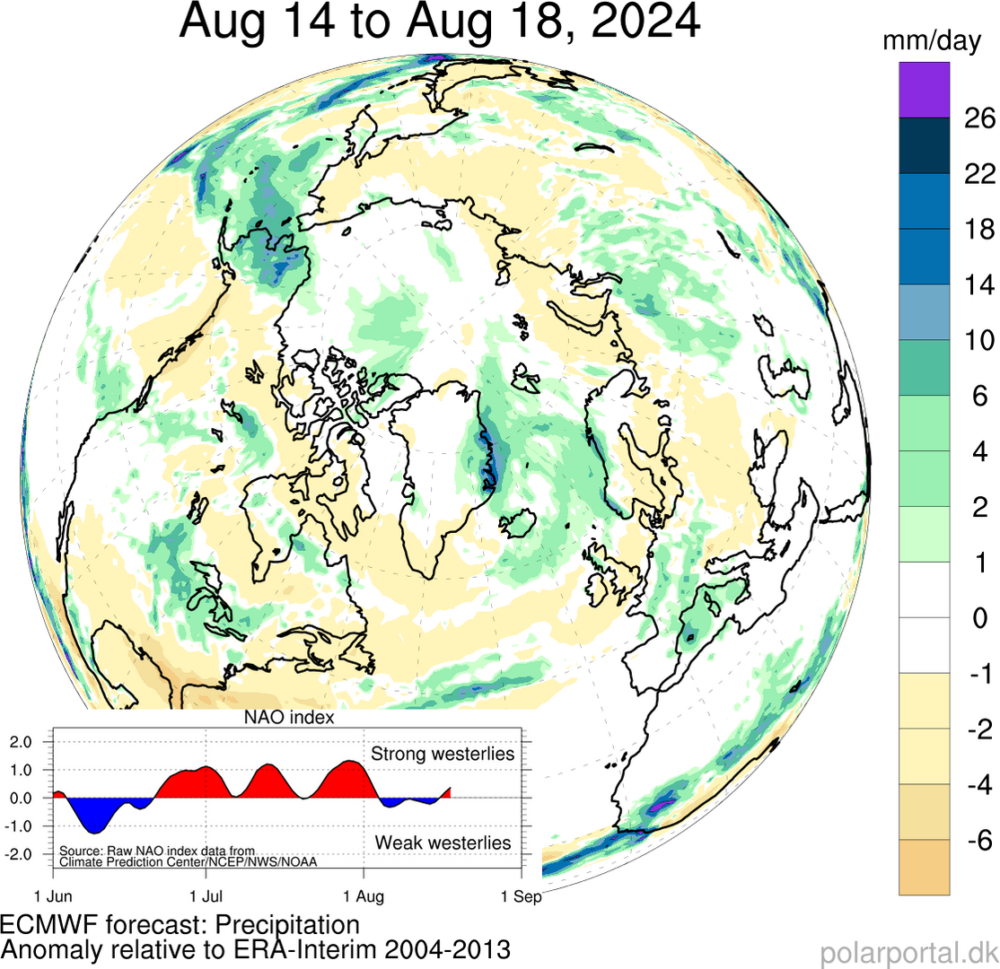 Aug 14 to Aug 18, 2024
mm/day
26
22
18
14
10
6
4
2
1
0
-1
-2
-4
-6
NAO index
2.0
1.0
0.0
-1.0
-2.0
Strong westerlies
Weak westerlies
Source: Raw NAO index data from
Climate Prediction Center/NCEP/NWS/NOAA
1 Jun 1 Jul 1 Aug 1 Sep
ECMWF forecast: Precipitation
Anomaly relative to ERA-Interim 2004-2013
polarportal.dk